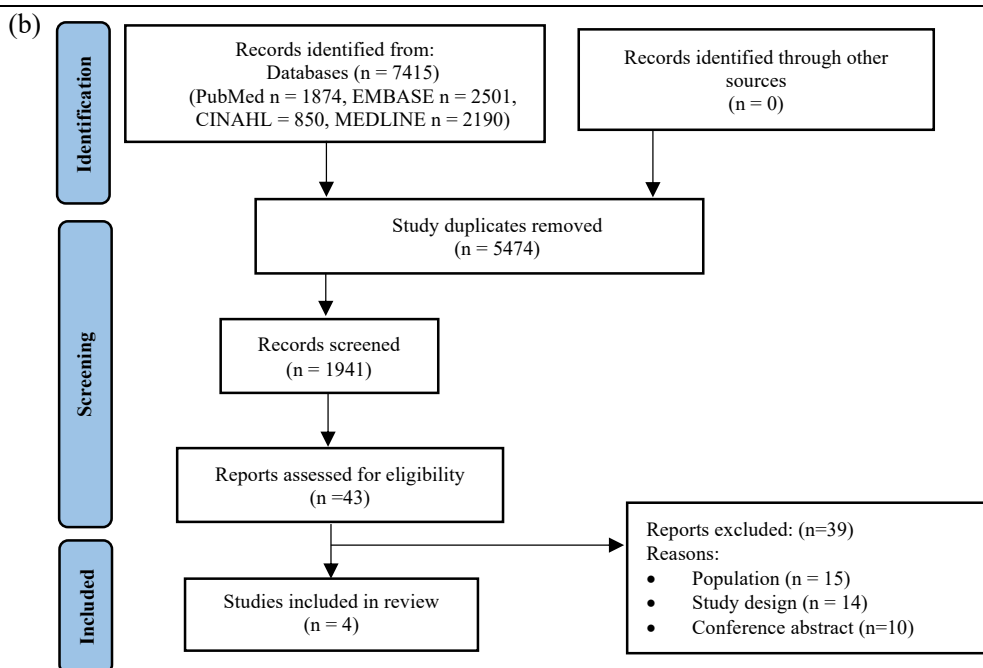 (b)
Identification
Records identified from:
Databases (n = 7415)
(PubMed n = 1874, EMBASE n = 2501,
CINAHL = 850, MEDLINE n = 2190)
Records identified through other
sources
(n = 0)
Screening
Study duplicates removed
(n = 5474)
Records screened
(n = 1941)
Reports assessed for eligibility
(n =43)
Included
Reports excluded: (n=39)
Reasons:
• Population (n = 15)
• Study design (n = 14)
• Conference abstract (n=10)
Studies included in review
(n = 4)